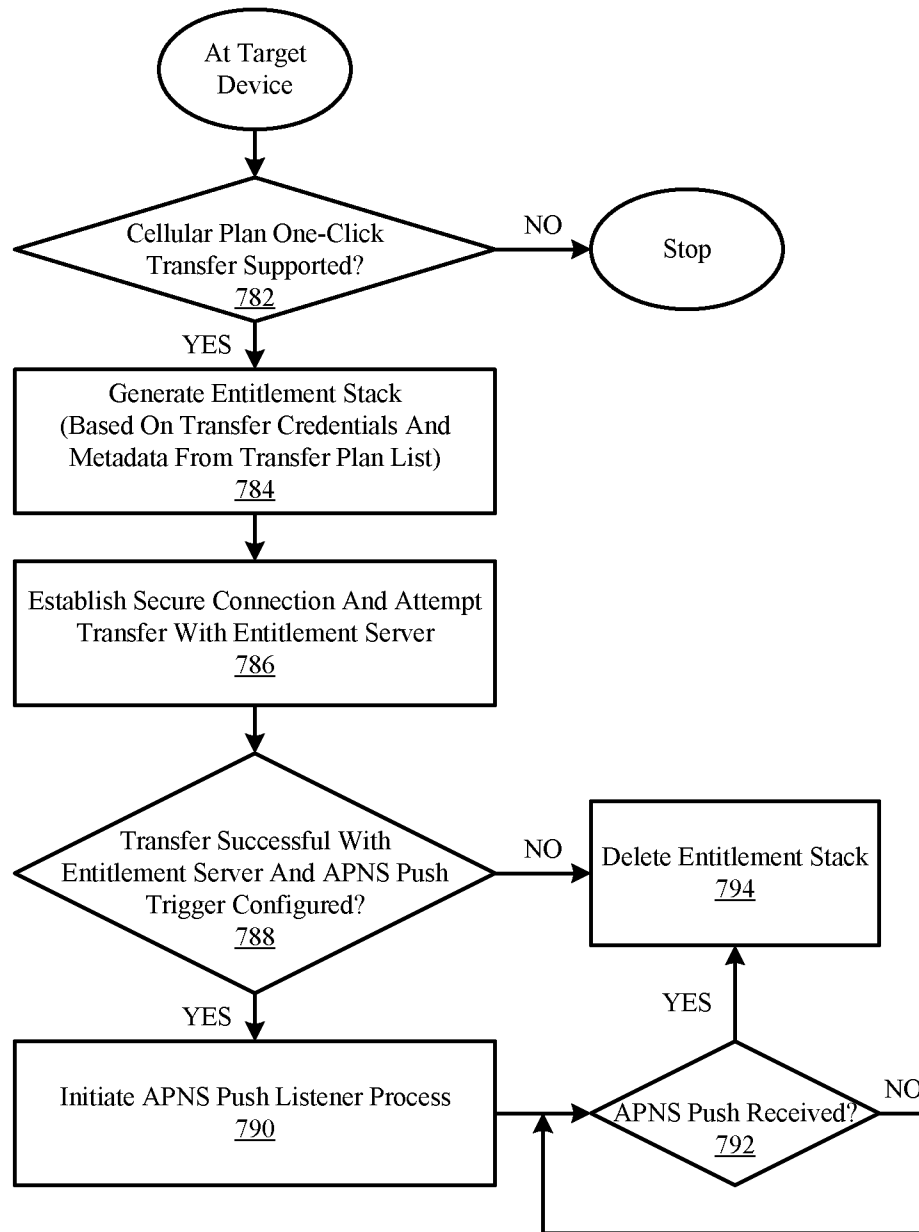 At Target
Device
Cellular Plan One-Click
Transfer Supported?
782
NO
Stop
YES
Generate Entitlement Stack
(Based On Transfer Credentials And
Metadata From Transfer Plan List)
784
Establish Secure Connection And Attempt
Transfer With Entitlement Server
786
Transfer Successful With
Entitlement Server And APNS Push
Trigger Configured?
788
NO
Delete Entitlement Stack
794
YES
YES
Initiate APNS Push Listener Process
790
APNS Push Received?
792
NO